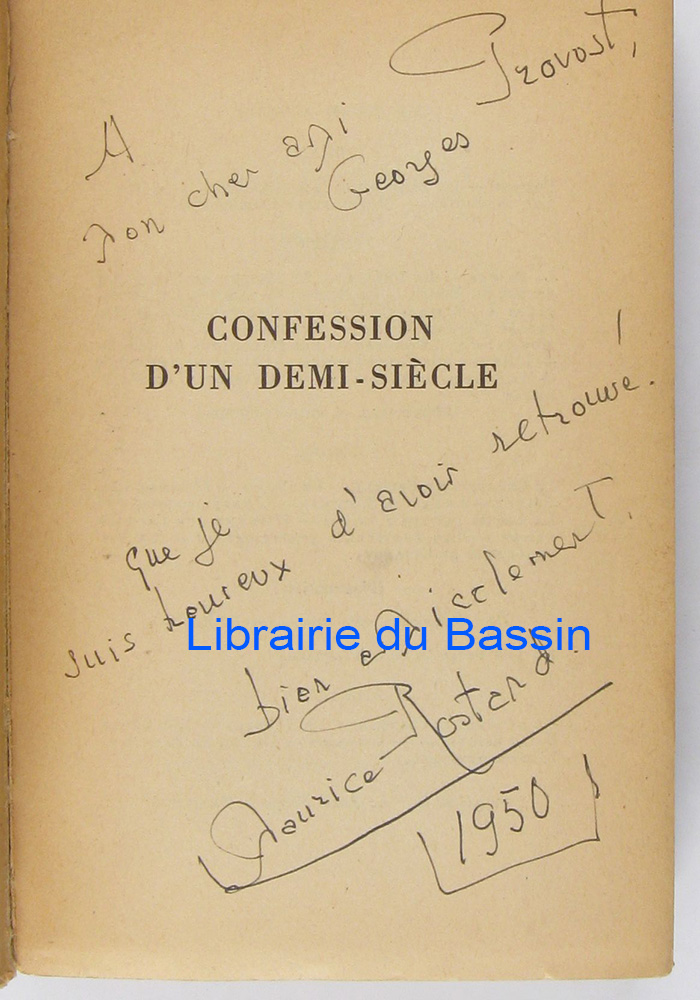 A
mon cher ami
Georges Provost,
CONFESSION
D'UN DEMI-SIÈCLE
que je
suis heureux d'avoir retrouvé!
bien amicalement.
Maurice Rostand.
1950
Librairie du Bassin